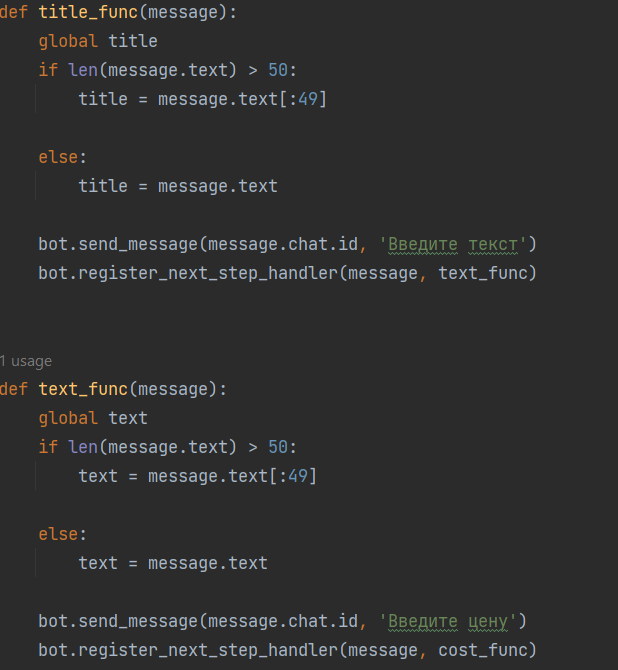 def title_func(message):
    global title
    if len(message.text) > 50:
        title = message.text[:49]
    else:
        title = message.text
    bot.send_message(message.chat.id, 'Введите текст')
    bot.register_next_step_handler(message, text_func)
1 usage
def text_func(message):
    global text
    if len(message.text) > 50:
        text = message.text[:49]
    else:
        text = message.text
    bot.send_message(message.chat.id, 'Введите цену')
    bot.register_next_step_handler(message, cost_func)